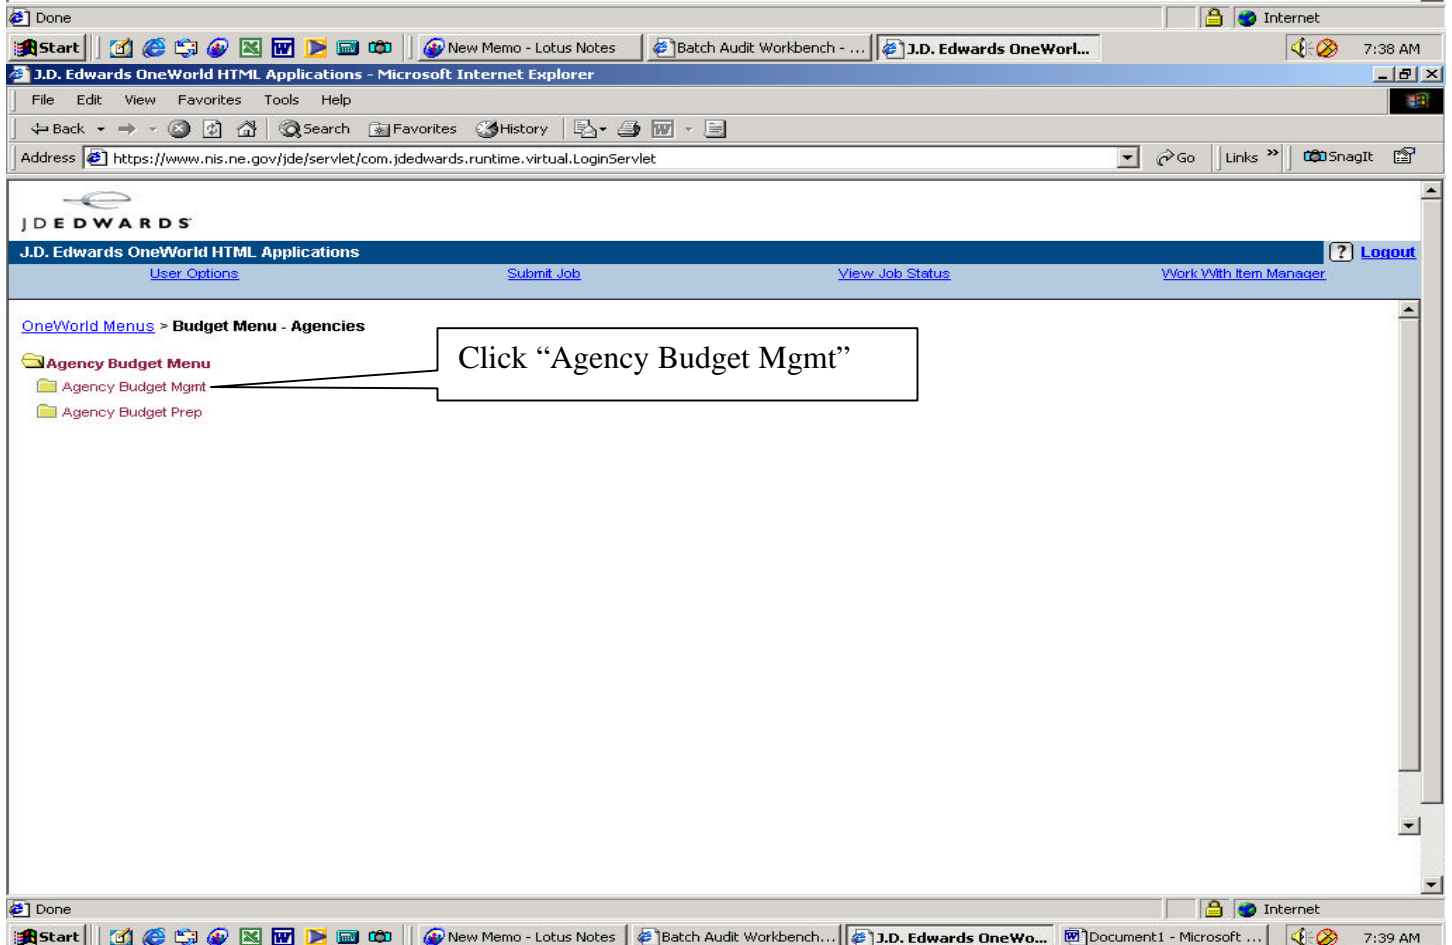 Done
Internet
Start
New Memo - Lotus Notes
Batch Audit Workbench - ...
J.D. Edwards OneWorl...
7:38 AM
J.D. Edwards OneWorld HTML Applications - Microsoft Internet Explorer
File Edit View Favorites Tools Help
Back Search Favorites History
Address https://www.nis.ne.gov/jde/servlet/com.jdedwards.runtime.virtual.LoginServlet Go Links » SnagIt
JDEDWARDS
J.D. Edwards OneWorld HTML Applications ? Logout
User Options Submit Job View Job Status Work With Item Manager
OneWorld Menus > Budget Menu - Agencies
Click “Agency Budget Mgmt”
Agency Budget Menu
Agency Budget Mgmt
Agency Budget Prep
Done
Internet
Start
New Memo - Lotus Notes
Batch Audit Workbench...
J.D. Edwards OneWo...
Document1 - Microsoft ...
7:39 AM